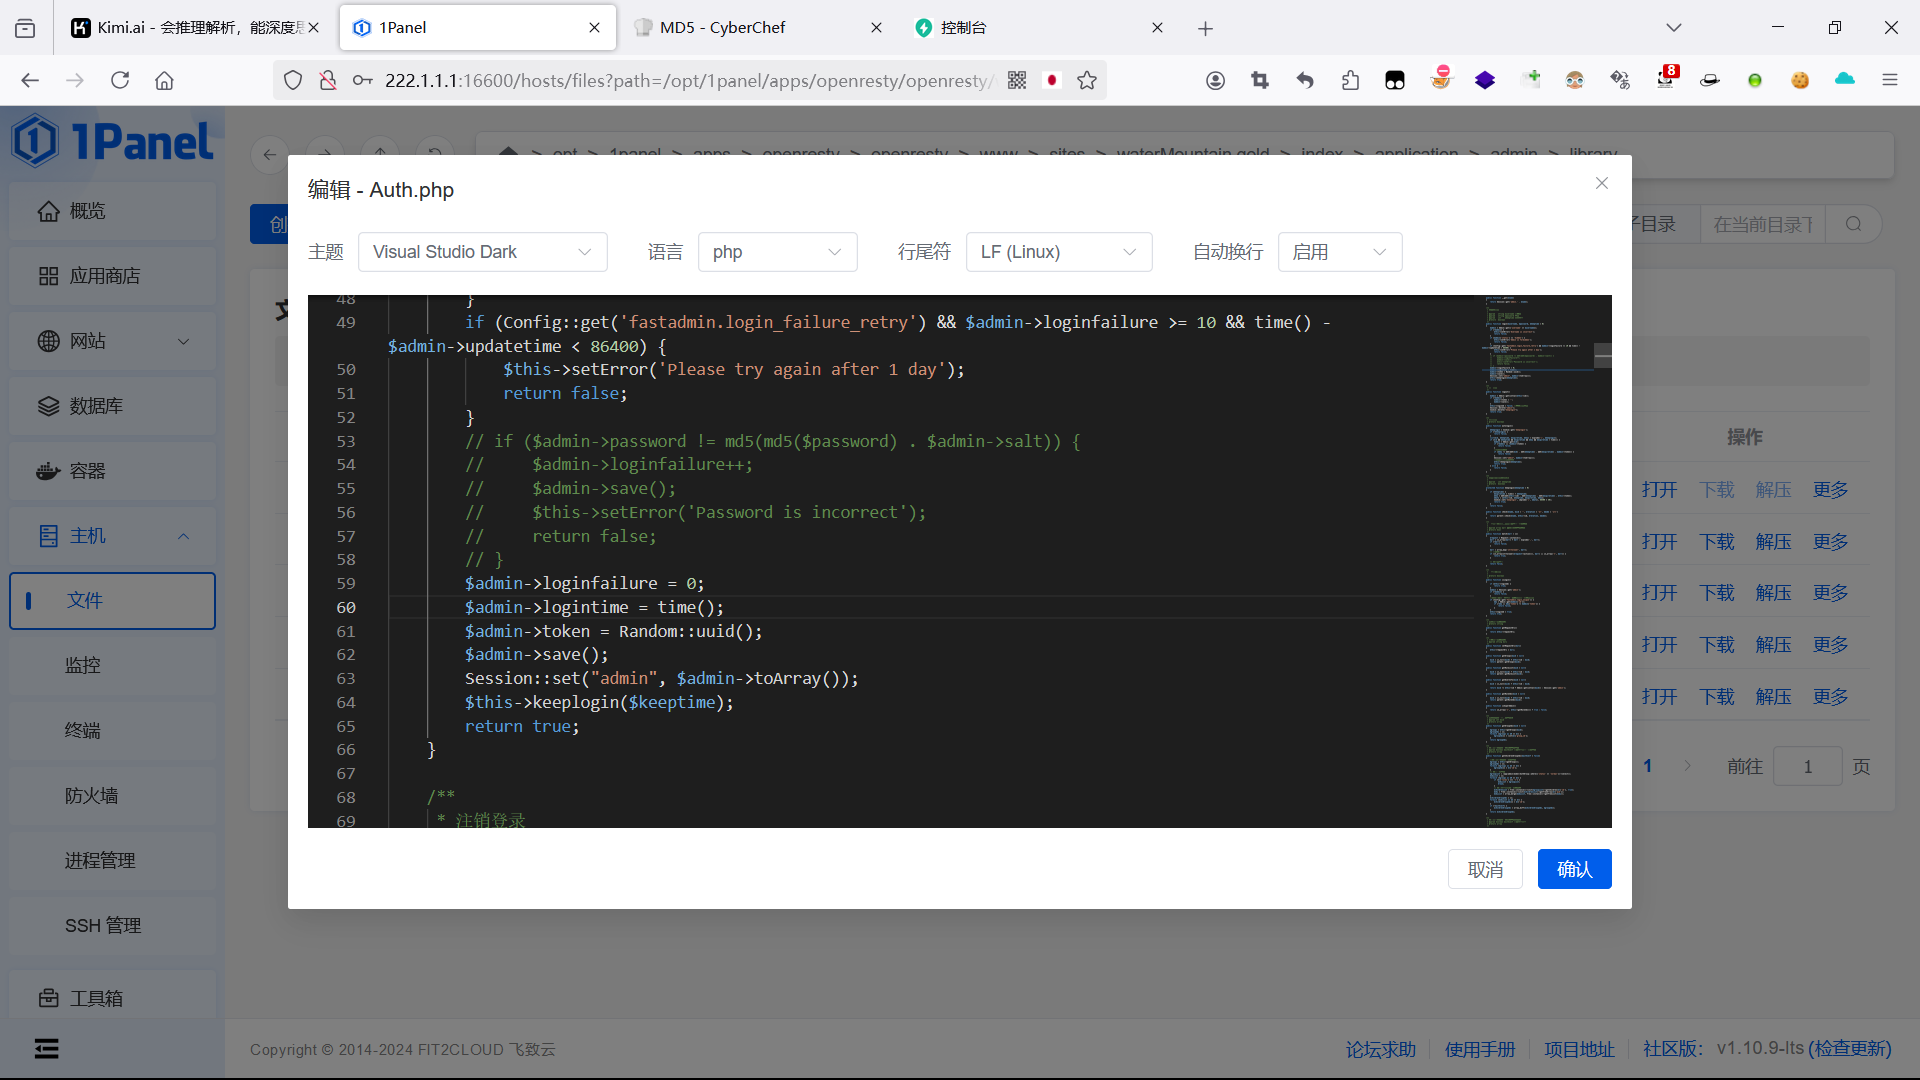 Kimi.ai - 会推理解析，能深度思
1Panel
MD5 - CyberChef
控制台
222.1.1.1:16600/hosts/files?path=/opt/1panel/apps/openresty/openresty/
8
1Panel
概览
应用商店
网站
数据库
容器
主机
文件
监控
终端
防火墙
进程管理
SSH 管理
工具箱
> opt > 1panel > apps > openresty > openresty > www > sites > waterMountain.gold > index > application > admin > library
创
子目录
在当前目录下
编辑 - Auth.php
主题
Visual Studio Dark
语言
php
行尾符
LF (Linux)
自动换行
启用
48 }
49 if (Config::get('fastadmin.login_failure_retry') && $admin->loginfailure >= 10 && time() -
$admin->updatetime < 86400) {
50 $this->setError('Please try again after 1 day');
51 return false;
52 }
53 // if ($admin->password != md5(md5($password) . $admin->salt)) {
54 //     $admin->loginfailure++;
55 //     $admin->save();
56 //     $this->setError('Password is incorrect');
57 //     return false;
58 // }
59 $admin->loginfailure = 0;
60 $admin->logintime = time();
61 $admin->token = Random::uuid();
62 $admin->save();
63 Session::set("admin", $admin->toArray());
64 $this->keeplogin($keeptime);
65 return true;
66 }
67
68 /**
69 * 注销登录
取消
确认
操作
打开 下载 解压 更多
打开 下载 解压 更多
打开 下载 解压 更多
打开 下载 解压 更多
打开 下载 解压 更多
1
前往
1
页
Copyright © 2014-2024 FIT2CLOUD 飞致云
论坛求助
使用手册
项目地址
社区版: v1.10.9-lts (检查更新)